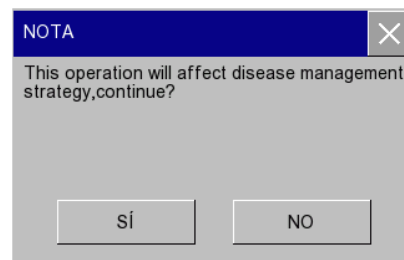 NOTA
This operation will affect disease management
strategy,continue?
SÍ
NO